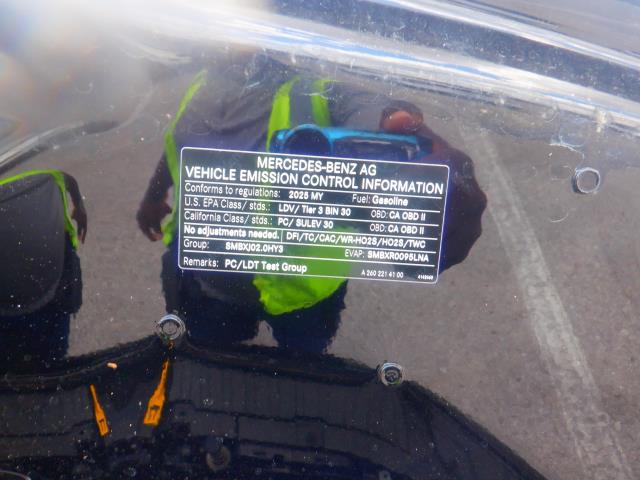 MERCEDES-BENZ AG
VEHICLE EMISSION CONTROL INFORMATION
Conforms to regulations: 2025 MY Fuel: Gasoline
U.S. EPA Class / stds.: LDV/ Tier 3 BIN 30 OBD: CA OBD II
California Class / stds.: PC/ SULEV 30 OBD: CA OBD II
No adjustments needed. DFI/TC/CAC/WR-HO2S/HO2S/TWC
Group: SMBXJ02.0HY3 EVAP: SMBXR0095LNA
Remarks: PC/LDT Test Group A 260 221 41 00